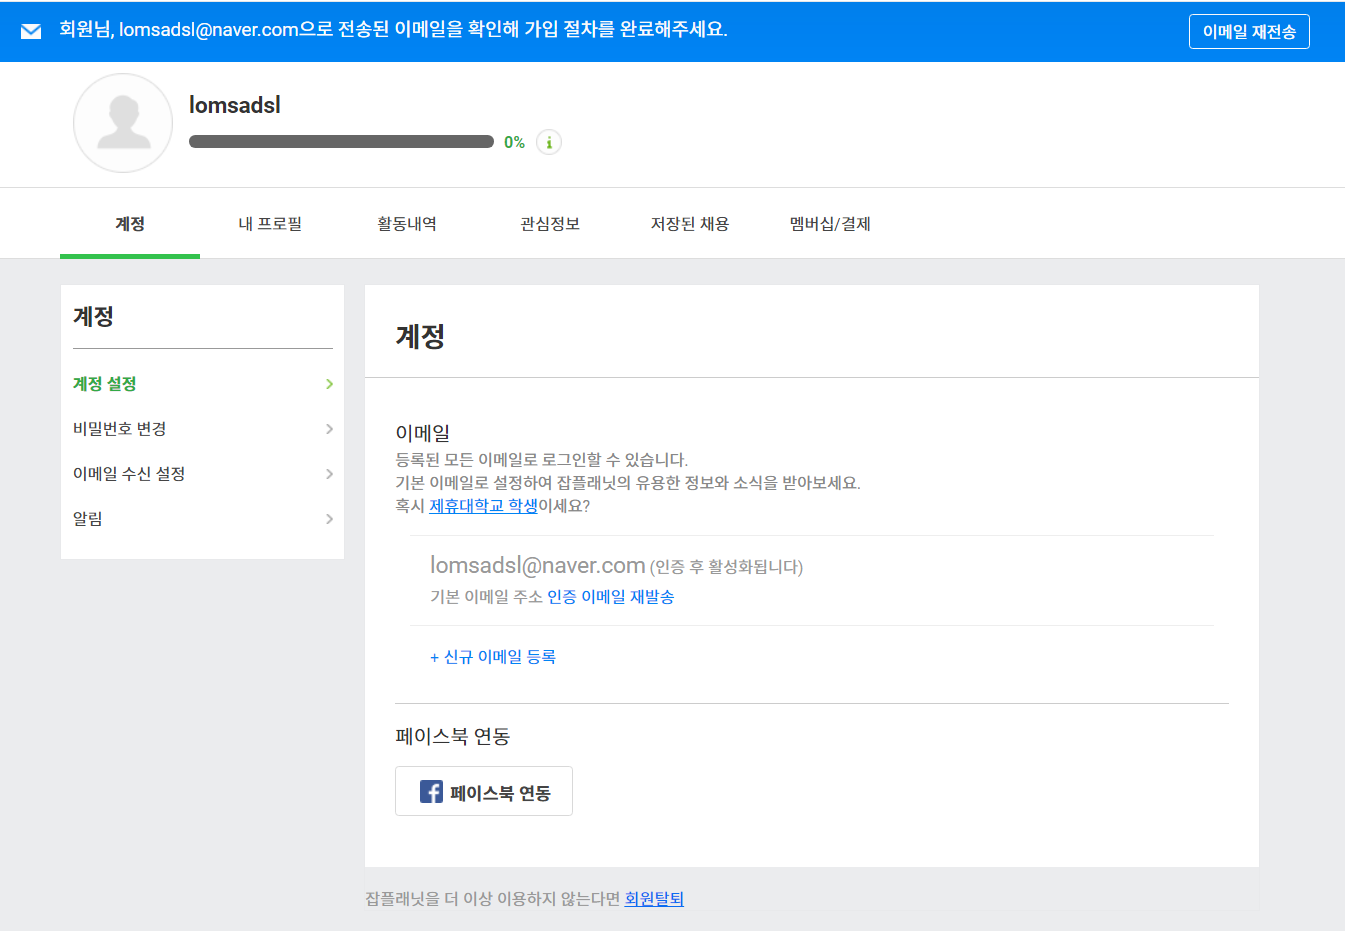 회원님, lomsadsl@naver.com으로 전송된 이메일을 확인해 가입 절차를 완료해주세요.
이메일 재전송
lomsadsl
0%
계정
내 프로필
활동내역
관심정보
저장된 채용
멤버십/결제
계정
계정 설정
비밀번호 변경
이메일 수신 설정
알림
계정
이메일
등록된 모든 이메일로 로그인할 수 있습니다.
기본 이메일로 설정하여 잡플래닛의 유용한 정보와 소식을 받아보세요.
혹시 제휴대학교 학생이세요?
lomsadsl@naver.com (인증 후 활성화됩니다)
기본 이메일 주소 인증 이메일 재발송
+ 신규 이메일 등록
페이스북 연동
페이스북 연동
잡플래닛을 더 이상 이용하지 않는다면 회원탈퇴